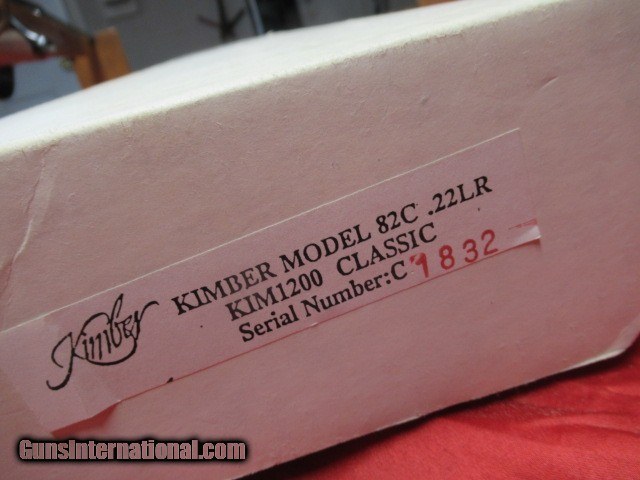 Kimber
KIMBER MODEL 82C .22LR
KIM1200 CLASSIC
Serial Number:C 1832
GunsInternational.com